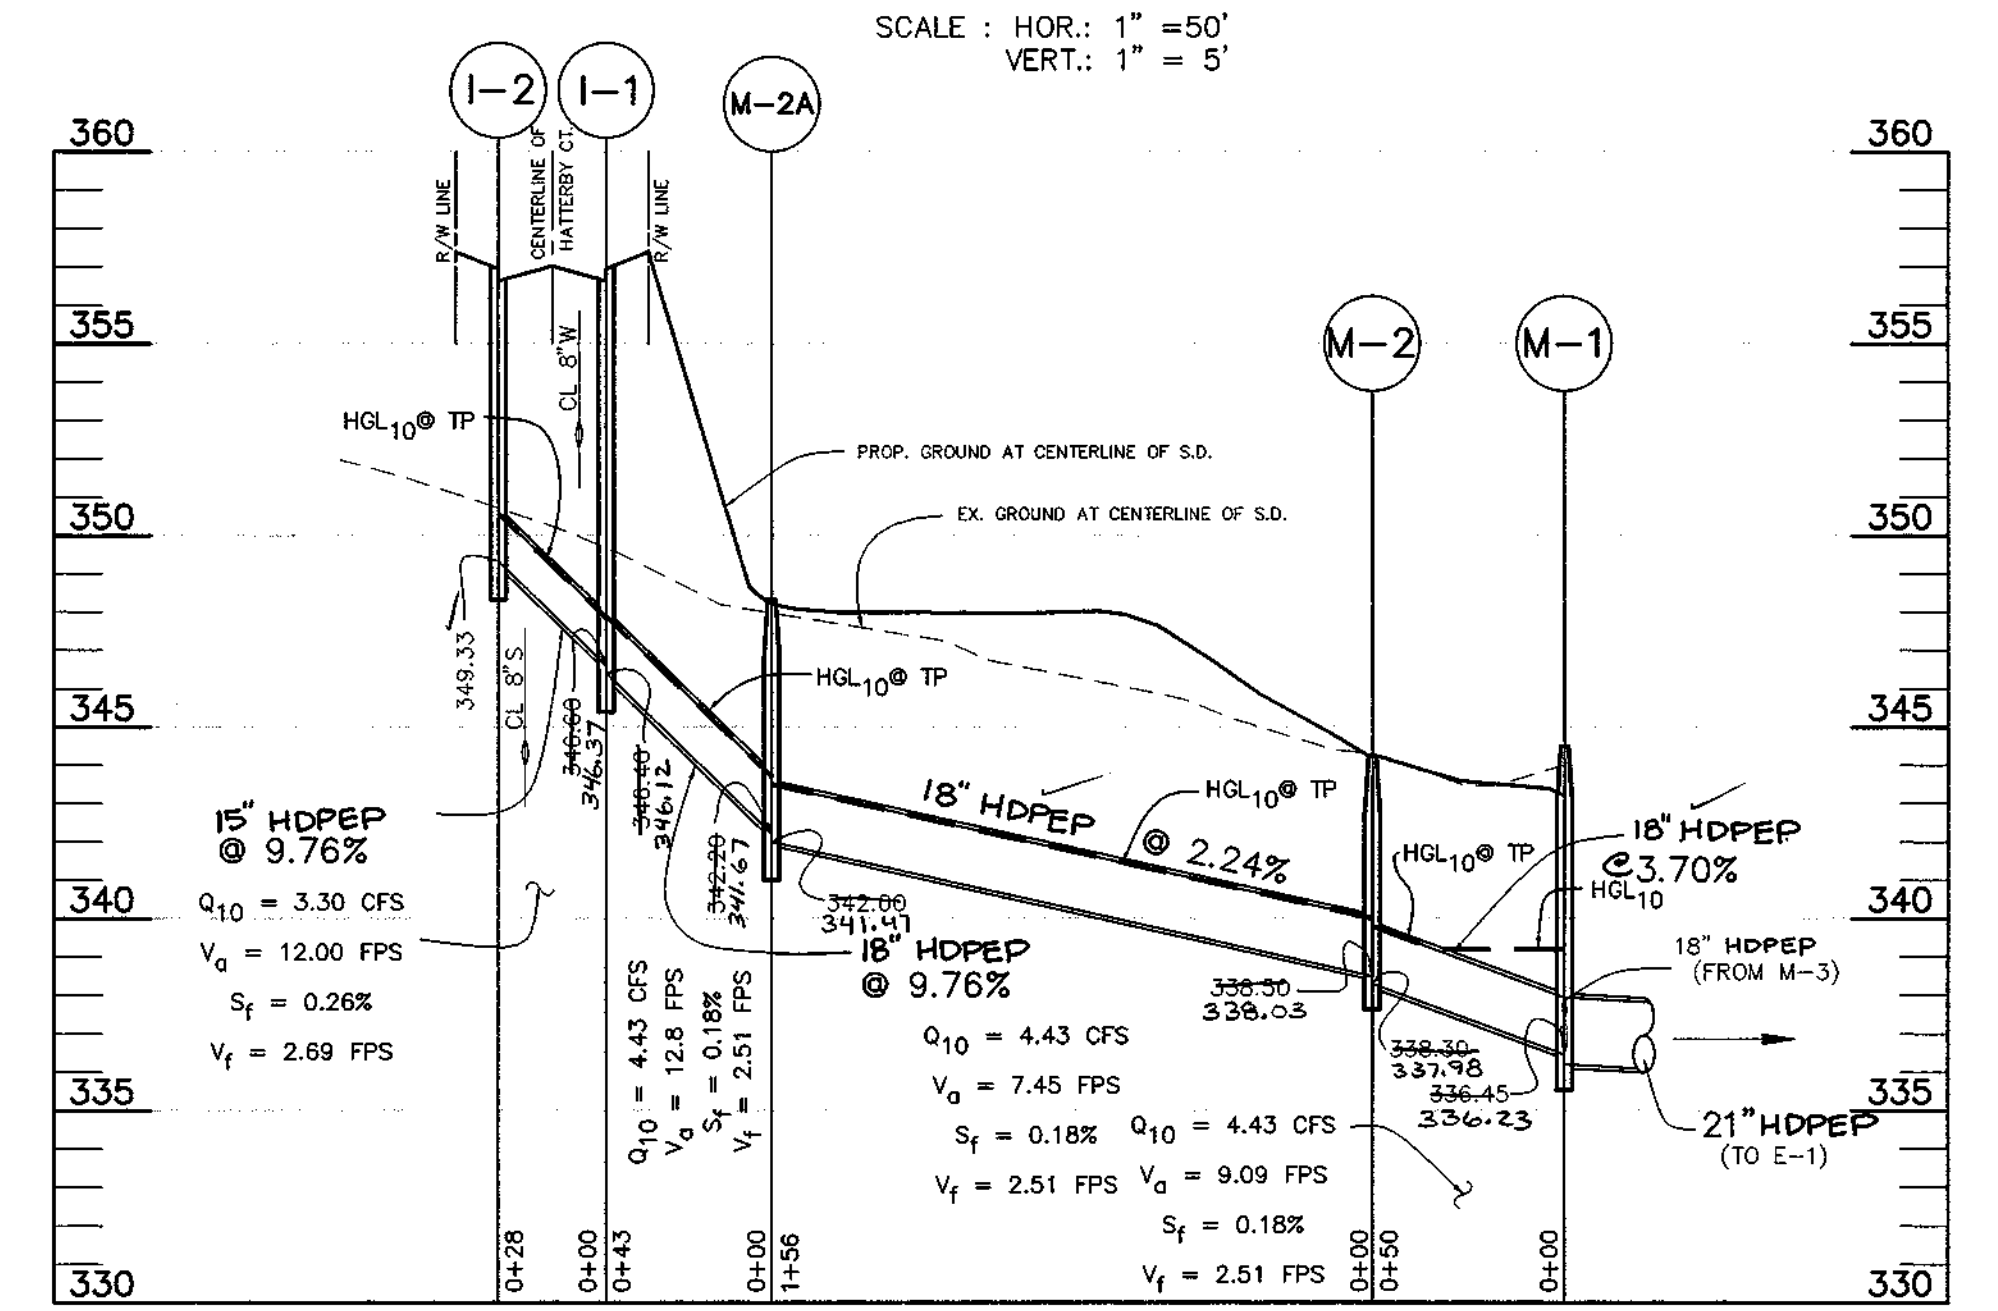 SCALE : HOR.: 1" =50'
VERT.: 1" = 5'
I-2
I-1
M-2A
M-2
M-1
360
355
350
345
340
335
330
360
355
350
345
340
335
330
R/W LINE
CENTERLINE OF
HATTERBY CT.
R/W LINE
CL 8"W
HGL10@ TP
PROP. GROUND AT CENTERLINE OF S.D.
EX. GROUND AT CENTERLINE OF S.D.
349.33
CL 8"S
346.60
346.37
346.40
346.12
342.20
341.67
HGL10@ TP
342.00
341.47
15" HDPEP
@ 9.76%
Q10 = 3.30 CFS
Va = 12.00 FPS
Sf = 0.26%
Vf = 2.69 FPS
Q10 = 4.43 CFS
Va = 12.8 FPS
Sf = 0.18%
Vf = 2.51 FPS
18" HDPEP
@ 9.76%
18" HDPEP @ 2.24%
HGL10@ TP
Q10 = 4.43 CFS
Va = 7.45 FPS
Sf = 0.18%
Vf = 2.51 FPS
338.50
338.03
HGL10@ TP
18" HDPEP
@3.70%
HGL10
18" HDPEP
(FROM M-3)
338.30
337.98
336.45
336.23
21" HDPEP
(TO E-1)
Q10 = 4.43 CFS
Va = 9.09 FPS
Sf = 0.18%
Vf = 2.51 FPS
0+28
0+00
0+43
0+00
1+56
0+00
0+50
0+00